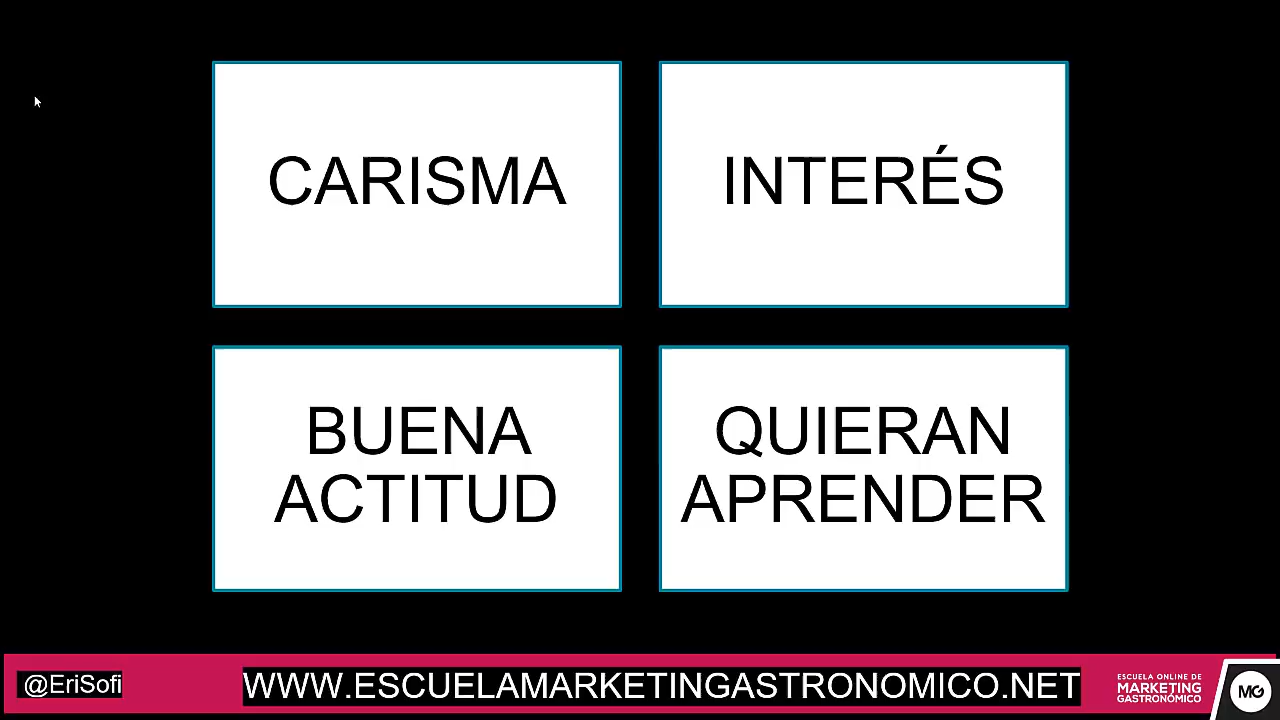 CARISMA
INTERÉS
BUENA
ACTITUD
QUIERAN
APRENDER
@EriSofi
WWW.ESCUELAMARKETINGASTRONOMICO.NET
ESCUELA ONLINE DE
MARKETING
GASTRONÓMICO
MG